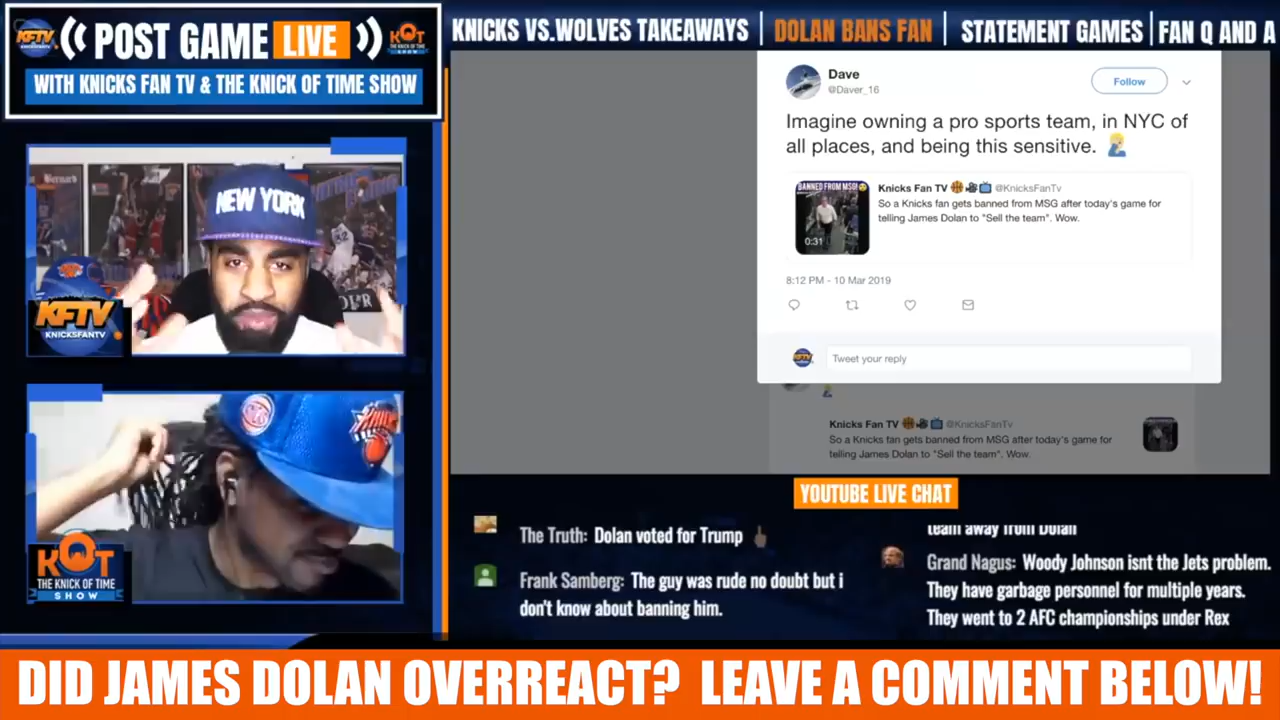 POST GAME LIVE
WITH KNICKS FAN TV & THE KNICK OF TIME SHOW
KFTV
KOT
THE KNICK OF TIME
SHOW
KNICKS VS.WOLVES TAKEAWAYS | DOLAN BANS FAN | STATEMENT GAMES | FAN Q AND A
NEW YORK
KFTV
KNICKSFANTV
KOT
THE KNICK OF TIME
SHOW
Dave
@Daver_16
Follow
Imagine owning a pro sports team, in NYC of
all places, and being this sensitive.
BANNED FROM MSG!
0:31
Knicks Fan TV @KnicksFanTv
So a Knicks fan gets banned from MSG after today's game for
telling James Dolan to "Sell the team". Wow.
8:12 PM - 10 Mar 2019
KFTV
Tweet your reply
Knicks Fan TV @KnicksFanTv
So a Knicks fan gets banned from MSG after today's game for
telling James Dolan to "Sell the team". Wow.
YOUTUBE LIVE CHAT
The Truth: Dolan voted for Trump
Frank Samberg: The guy was rude no doubt but i
don't know about banning him.
team away from Dolan
Grand Nagus: Woody Johnson isnt the Jets problem.
They have garbage personnel for multiple years.
They went to 2 AFC championships under Rex
DID JAMES DOLAN OVERREACT? LEAVE A COMMENT BELOW!